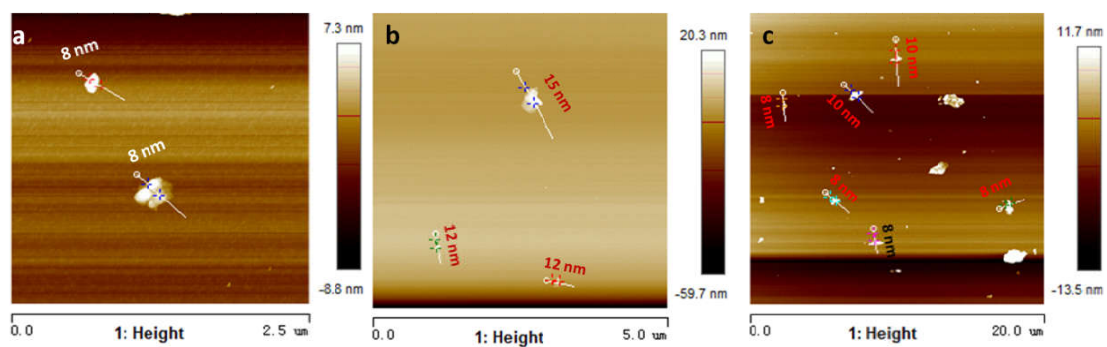 a
8 nm
8 nm
7.3 nm
-8.8 nm
0.0
2.5 um
1: Height
b
15 nm
12 nm
12 nm
20.3 nm
-59.7 nm
0.0
5.0 um
1: Height
c
10 nm
8 nm
10 nm
8 nm
8 nm
8 nm
11.7 nm
-13.5 nm
0.0
20.0 um
1: Height